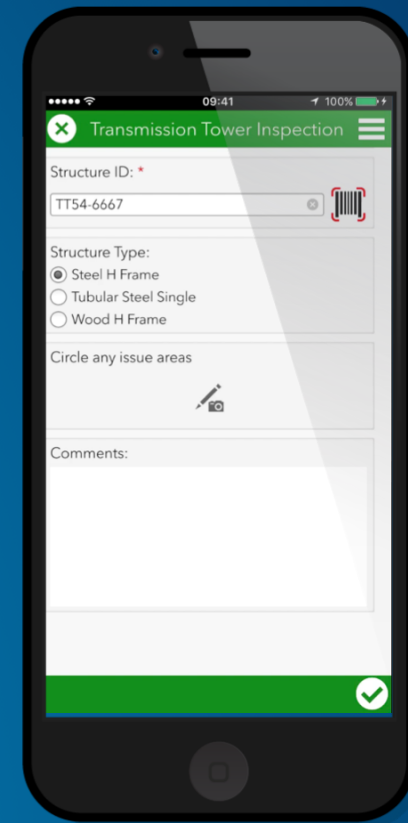 09:41
100%
Transmission Tower Inspection
Structure ID: *
TT54-6667
Structure Type:
Steel H Frame
Tubular Steel Single
Wood H Frame
Circle any issue areas
Comments: